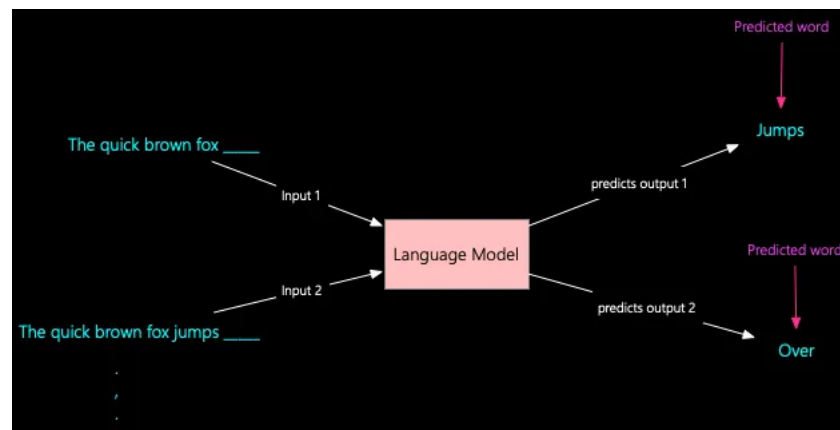 Predicted word
Jumps
The quick brown fox ____
Input 1
predicts output 1
Language Model
Predicted word
Input 2
predicts output 2
The quick brown fox jumps ____
Over
.
,
.